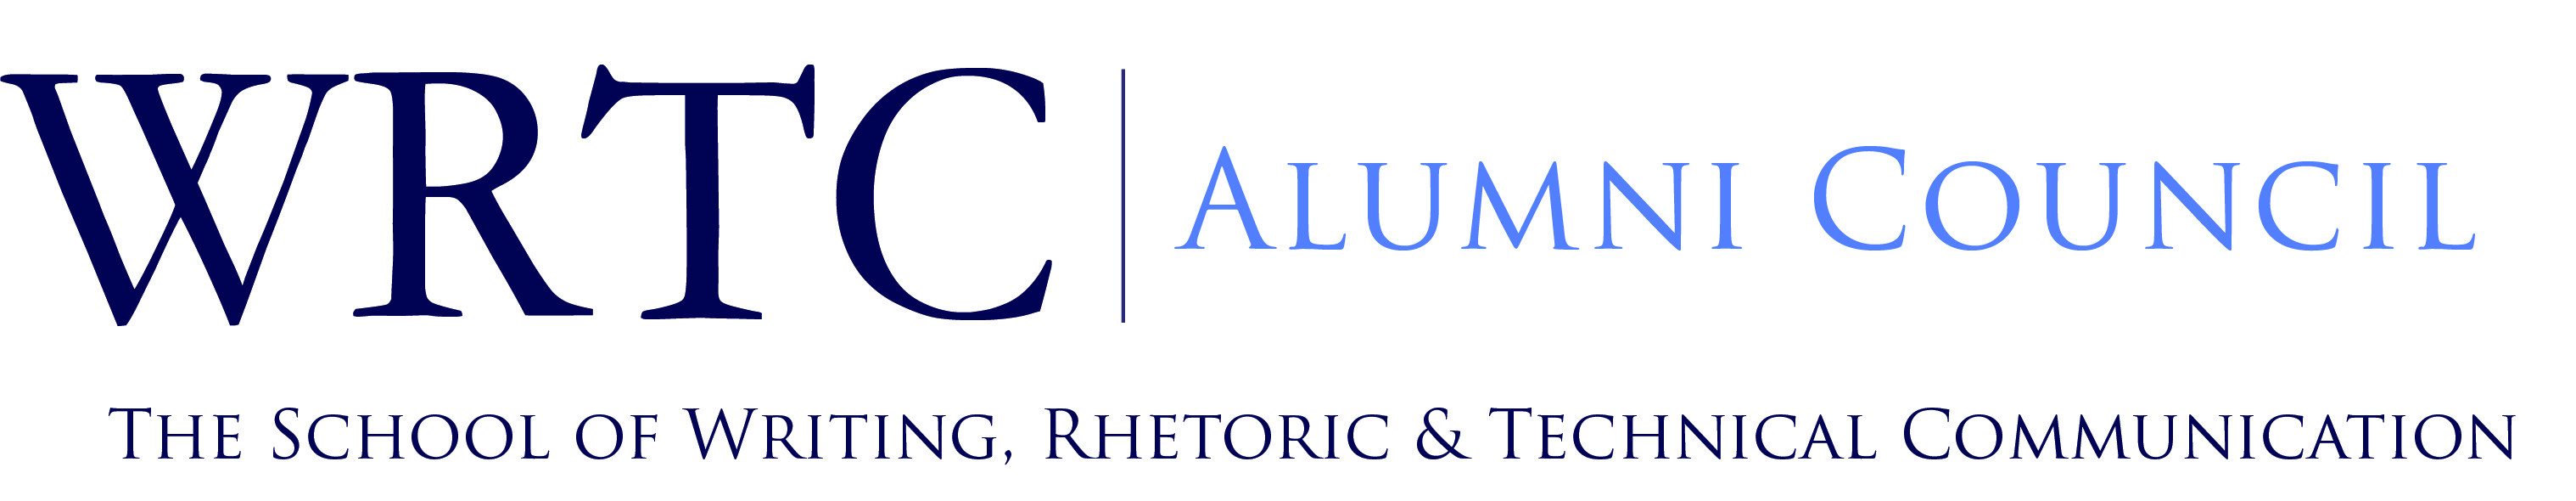 WRTC | Alumni Council
The School of Writing, Rhetoric & Technical Communication